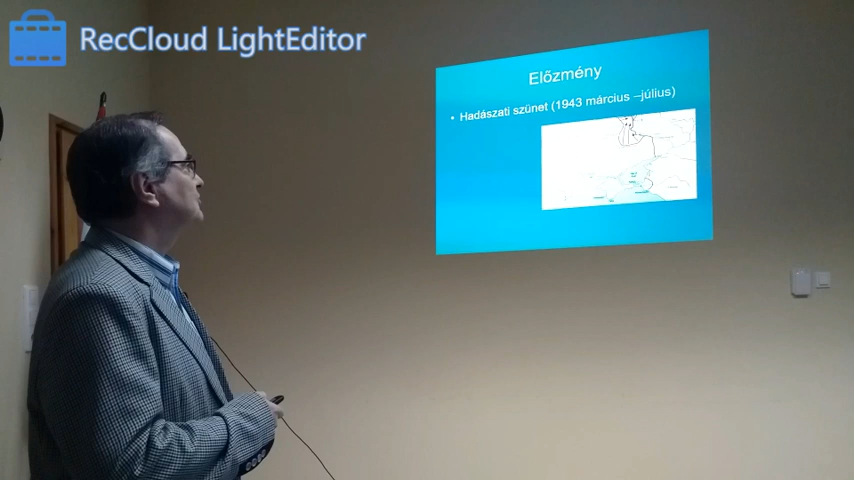 RecCloud LightEditor
Előzmény
• Hadászati szünet (1943 március –július)